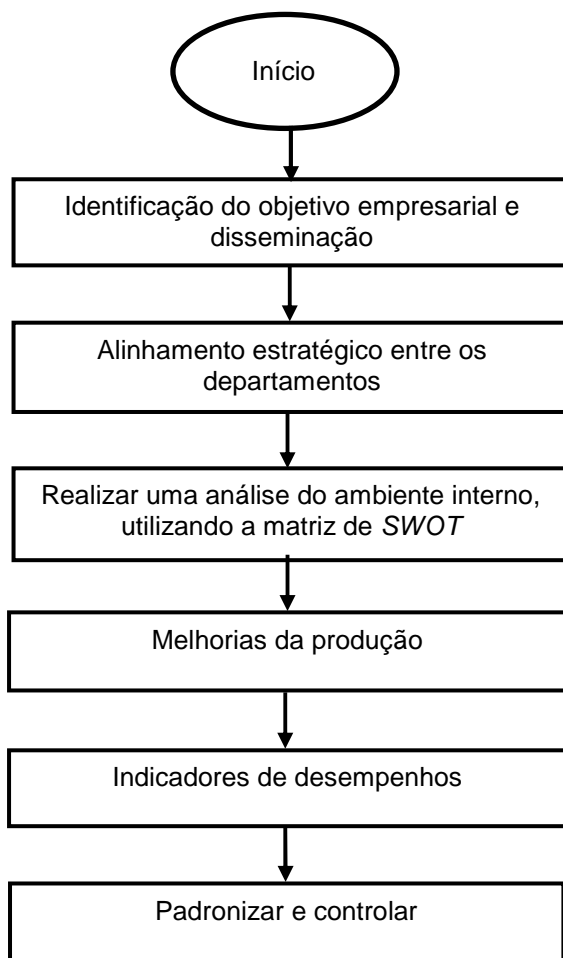 Início
Identificação do objetivo empresarial e
disseminação
Alinhamento estratégico entre os
departamentos
Realizar uma análise do ambiente interno,
utilizando a matriz de SWOT
Melhorias da produção
Indicadores de desempenhos
Padronizar e controlar